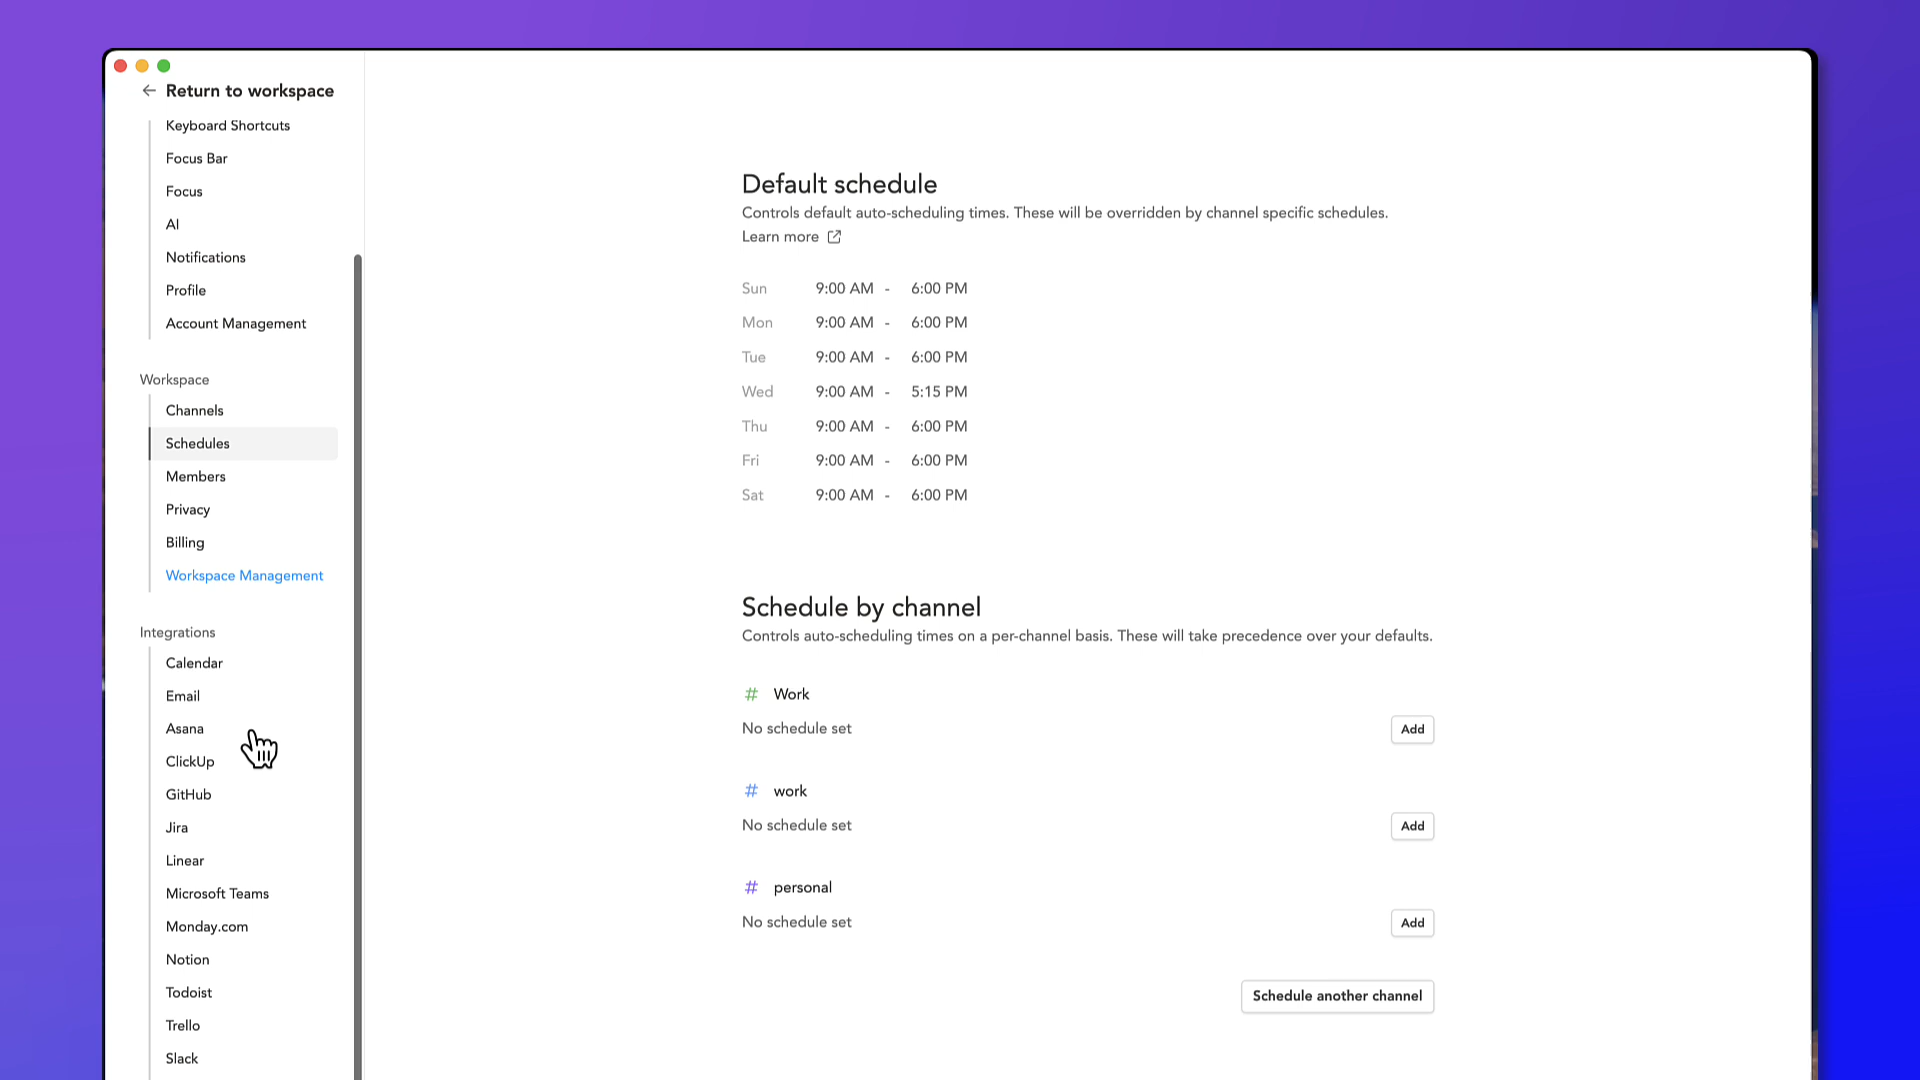 Return to workspace
Keyboard Shortcuts
Focus Bar
Focus
AI
Notifications
Profile
Account Management
Workspace
Channels
Schedules
Members
Privacy
Billing
Workspace Management
Integrations
Calendar
Email
Asana
ClickUp
GitHub
Jira
Linear
Microsoft Teams
Monday.com
Notion
Todoist
Trello
Slack
Default schedule
Controls default auto-scheduling times. These will be overridden by channel specific schedules.
Learn more
Sun 9:00 AM - 6:00 PM
Mon 9:00 AM - 6:00 PM
Tue 9:00 AM - 6:00 PM
Wed 9:00 AM - 5:15 PM
Thu 9:00 AM - 6:00 PM
Fri 9:00 AM - 6:00 PM
Sat 9:00 AM - 6:00 PM
Schedule by channel
Controls auto-scheduling times on a per-channel basis. These will take precedence over your defaults.
# Work
No schedule set Add
# work
No schedule set Add
# personal
No schedule set Add
Schedule another channel